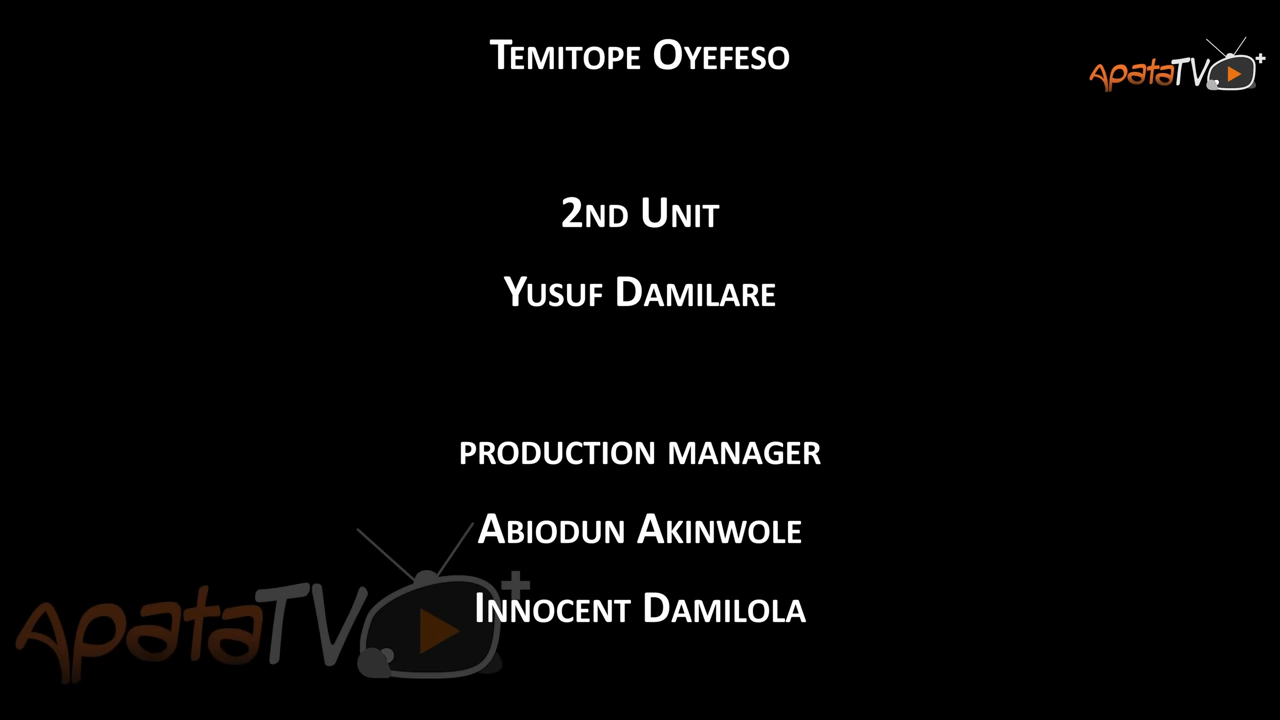 Temitope Oyefeso
ApataTV+
2nd Unit
Yusuf Damilare
production manager
Abiodun Akinwole
Innocent Damilola
ApataTV+